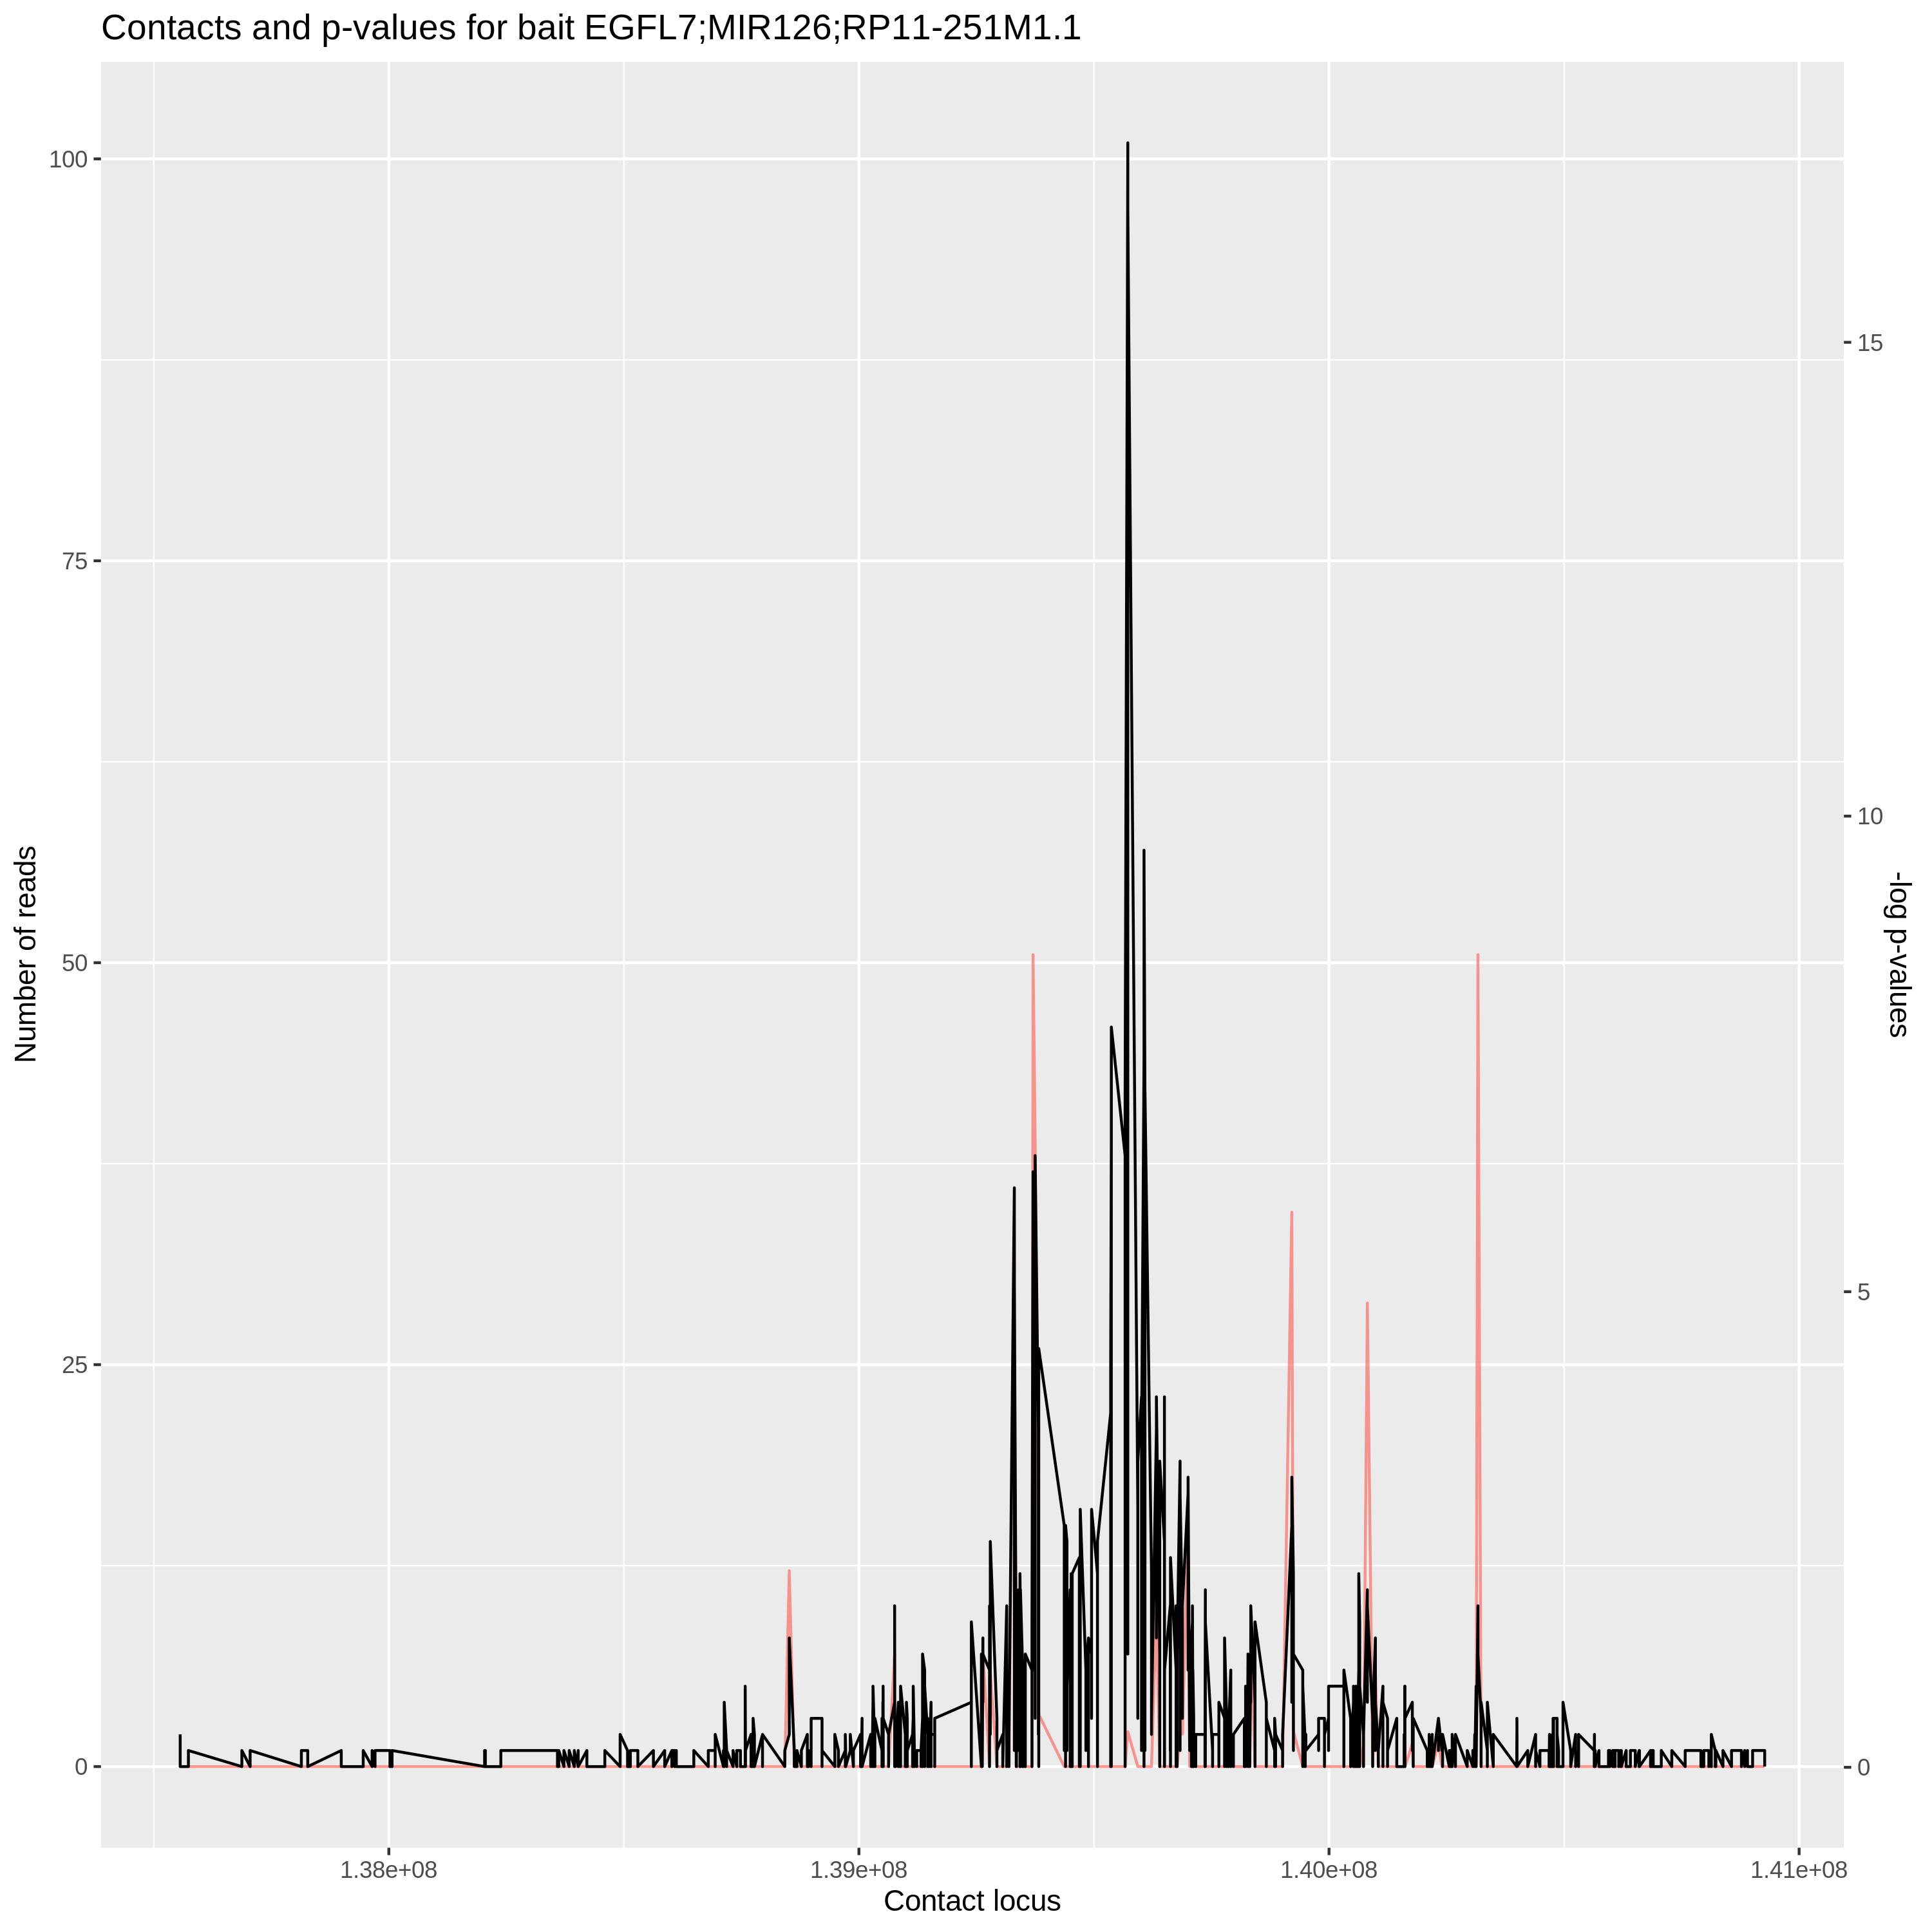 Contacts and p-values for bait EGFL7;MIR126;RP11-251M1.1
100
75
50
25
0
Number of reads
15
10
5
0
-log p-values
1.38e+08
1.39e+08
1.40e+08
1.41e+08
Contact locus